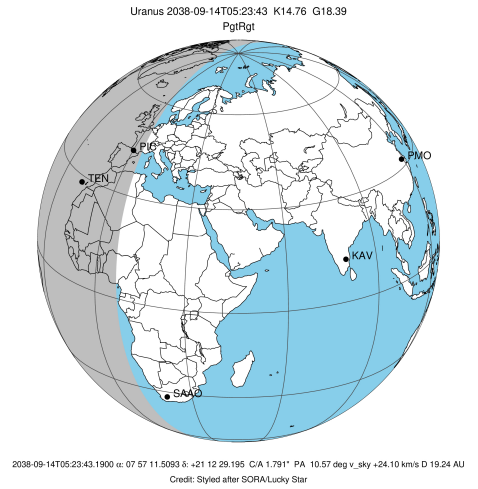 Uranus 2038-09-14T05:23:43 K14.76 G18.39
PgtRgt
PIC
PMO
TEN
KAV
SAAO
2038-09-14T05:23:43.1900 α: 07 57 11.5093 δ: +21 12 29.195 C/A 1.791" PA 10.57 deg v_sky +24.10 km/s D 19.24 AU
Credit: Styled after SORA/Lucky Star